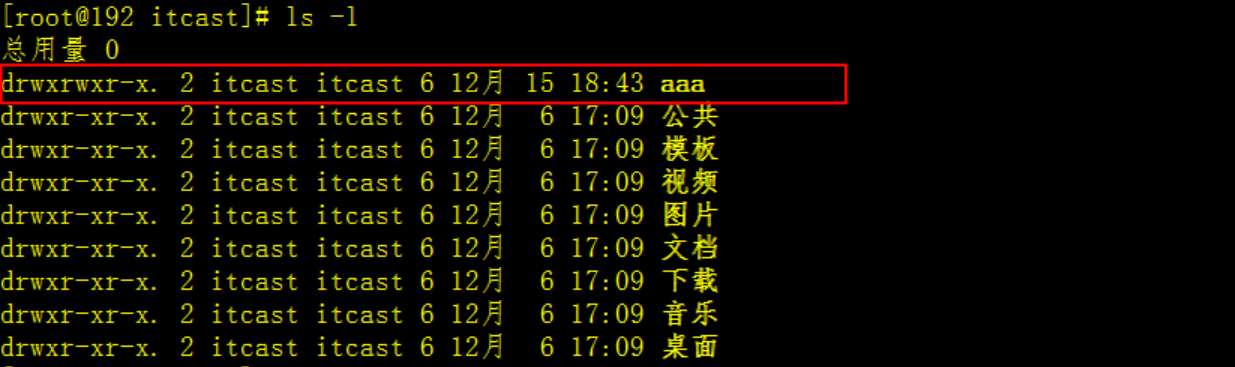 [root@192 itcast]# ls -l
总用量 0
drwxrwxr-x. 2 itcast itcast 6 12月 15 18:43 aaa
drwxr-xr-x. 2 itcast itcast 6 12月  6 17:09 公共
drwxr-xr-x. 2 itcast itcast 6 12月  6 17:09 模板
drwxr-xr-x. 2 itcast itcast 6 12月  6 17:09 视频
drwxr-xr-x. 2 itcast itcast 6 12月  6 17:09 图片
drwxr-xr-x. 2 itcast itcast 6 12月  6 17:09 文档
drwxr-xr-x. 2 itcast itcast 6 12月  6 17:09 下载
drwxr-xr-x. 2 itcast itcast 6 12月  6 17:09 音乐
drwxr-xr-x. 2 itcast itcast 6 12月  6 17:09 桌面